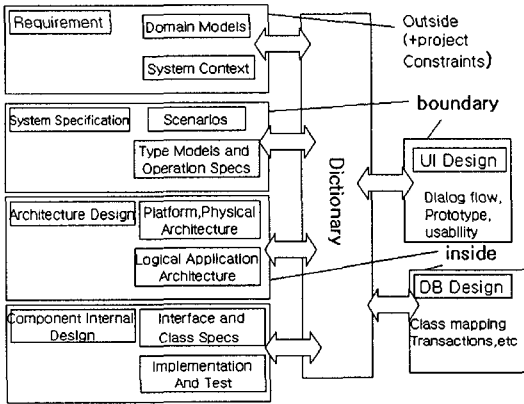 Requirement
Domain Models
System Context
Outside
(+project
Constraints)
System Specification
Scenarios
Type Models and
Operation Specs
boundary
Dictionary
UI Design
Dialog flow,
Prototype,
usability
Architecture Design
Platform,Physical
Architecture
Logical Application
Architecture
inside
DB Design
Class mapping
Transactions,etc
Component Internal
Design
Interface and
Class Specs
Implementation
And Test